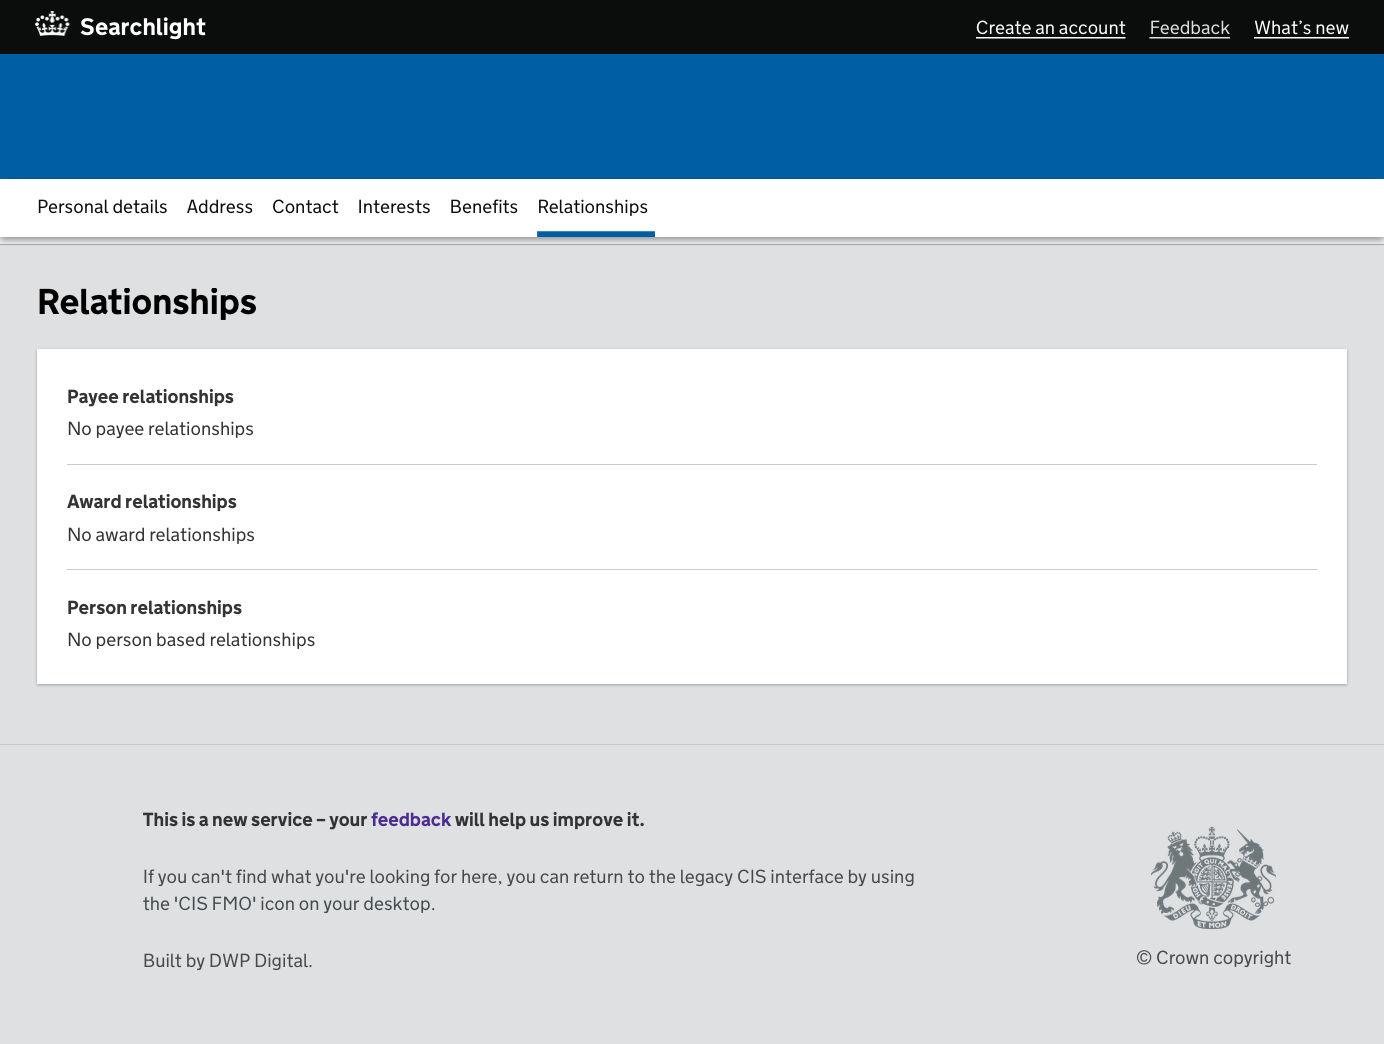 Searchlight
Create an account Feedback What's new
Personal details Address Contact Interests Benefits Relationships
Relationships
Payee relationships
No payee relationships
Award relationships
No award relationships
Person relationships
No person based relationships
This is a new service – your feedback will help us improve it.
If you can't find what you're looking for here, you can return to the legacy CIS interface by using
the 'CIS FMO' icon on your desktop.
Built by DWP Digital.
DIEU ET MON DROIT
© Crown copyright